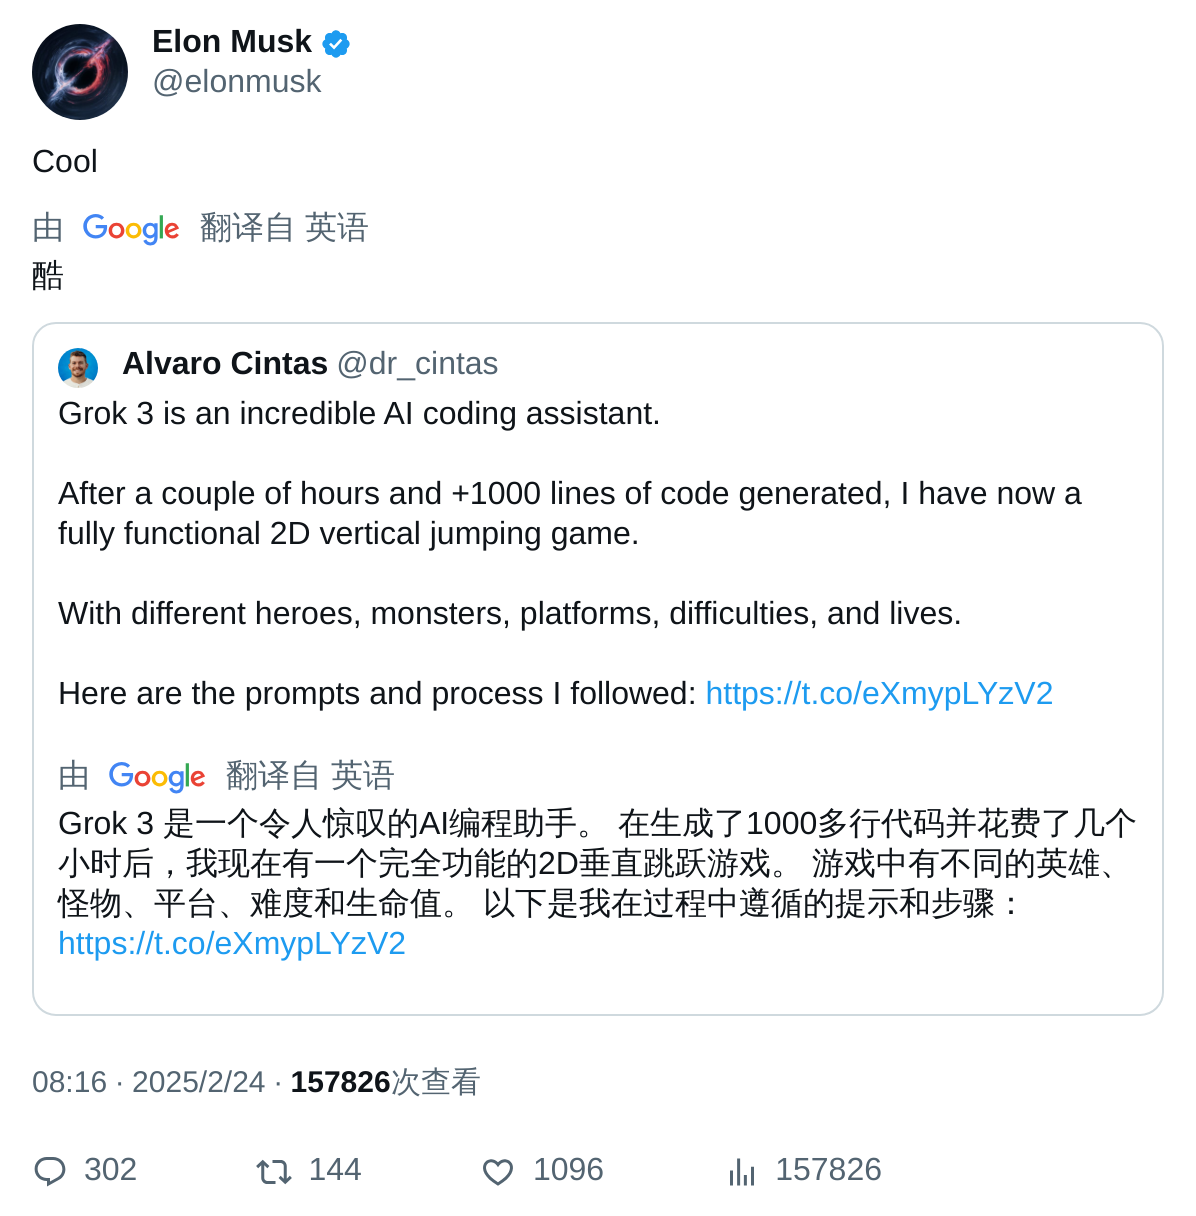 Elon Musk
@elonmusk
Cool
由 Google 翻译自 英语
酷
Alvaro Cintas @dr_cintas
Grok 3 is an incredible AI coding assistant.
After a couple of hours and +1000 lines of code generated, I have now a
fully functional 2D vertical jumping game.
With different heroes, monsters, platforms, difficulties, and lives.
Here are the prompts and process I followed: https://t.co/eXmypLYzV2
由 Google 翻译自 英语
Grok 3 是一个令人惊叹的AI编程助手。 在生成了1000多行代码并花费了几个
小时后，我现在有一个完全功能的2D垂直跳跃游戏。 游戏中有不同的英雄、
怪物、平台、难度和生命值。 以下是我在过程中遵循的提示和步骤：
https://t.co/eXmypLYzV2
08:16 · 2025/2/24 · 157826次查看
302 144 1096 157826